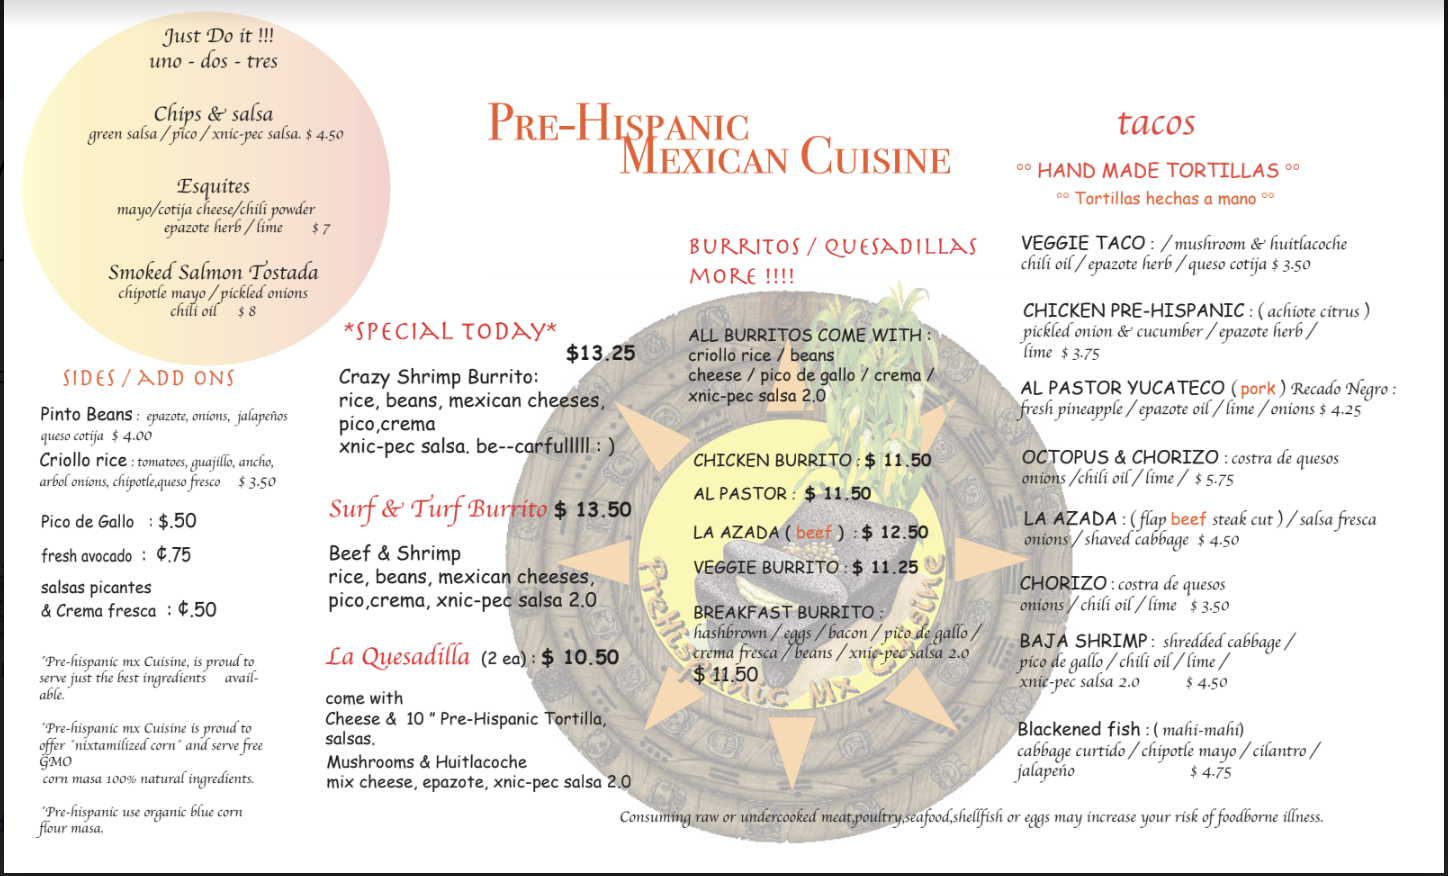 Just Do it !!!
uno - dos - tres
Chips & salsa
green salsa / pico / xnic-pec salsa. $ 4.50
Esquites
mayo/cotija cheese/chili powder
epazote herb / lime $ 7
Smoked Salmon Tostada
chipotle mayo / pickled onions
chili oil $ 8
SIDES / ADD ONS
Pinto Beans : epazote, onions, jalapeños
queso cotija $ 4.00
Criollo rice : tomatoes, guajillo, ancho,
arbol onions, chipotle,queso fresco $ 3.50
Pico de Gallo : $.50
fresh avocado : ¢.75
salsas picantes
& Crema fresca : ¢.50
"Pre-hispanic mx Cuisine, is proud to
serve just the best ingredients avail-
able.
"Pre-hispanic mx Cuisine is proud to
offer "nixtamilized corn" and serve free
GMO
corn masa 100% natural ingredients.
"Pre-hispanic use organic blue corn
flour masa.
PRE-HISPANIC
MEXICAN CUISINE
*SPECIAL TODAY*
$13.25
Crazy Shrimp Burrito:
rice, beans, mexican cheeses,
pico,crema
xnic-pec salsa. be--carfulllll : )
Surf & Turf Burrito $ 13.50
Beef & Shrimp
rice, beans, mexican cheeses,
pico,crema, xnic-pec salsa 2.0
La Quesadilla (2 ea) : $ 10.50
come with
Cheese & 10 " Pre-Hispanic Tortilla,
salsas.
Mushrooms & Huitlacoche
mix cheese, epazote, xnic-pec salsa 2.0
BURRITOS / QUESADILLAS
MORE !!!!
ALL BURRITOS COME WITH :
criollo rice / beans
cheese / pico de gallo / crema /
xnic-pec salsa 2.0
CHICKEN BURRITO : $ 11.50
AL PASTOR : $ 11.50
LA AZADA ( beef ) : $ 12.50
VEGGIE BURRITO : $ 11.25
BREAKFAST BURRITO :
hashbrown / eggs / bacon / pico de gallo /
crema fresca / beans / xnic-pec salsa 2.0
$ 11.50
PreHispanic Mx Cuisine
tacos
°° HAND MADE TORTILLAS °°
°° Tortillas hechas a mano °°
VEGGIE TACO : / mushroom & huitlacoche
chili oil / epazote herb / queso cotija $ 3.50
CHICKEN PRE-HISPANIC : ( achiote citrus )
pickled onion & cucumber / epazote herb /
lime $ 3.75
AL PASTOR YUCATECO ( pork ) Recado Negro :
fresh pineapple / epazote oil / lime / onions $ 4.25
OCTOPUS & CHORIZO : costra de quesos
onions /chili oil / lime / $ 5.75
LA AZADA : ( flap beef steak cut ) / salsa fresca
onions / shaved cabbage $ 4.50
CHORIZO : costra de quesos
onions / chili oil / lime $ 3.50
BAJA SHRIMP : shredded cabbage /
pico de gallo / chili oil / lime /
xnic-pec salsa 2.0 $ 4.50
Blackened fish : ( mahi-mahi)
cabbage curtido / chipotle mayo / cilantro /
jalapeño $ 4.75
Consuming raw or undercooked meat,poultry,seafood,shellfish or eggs may increase your risk of foodborne illness.